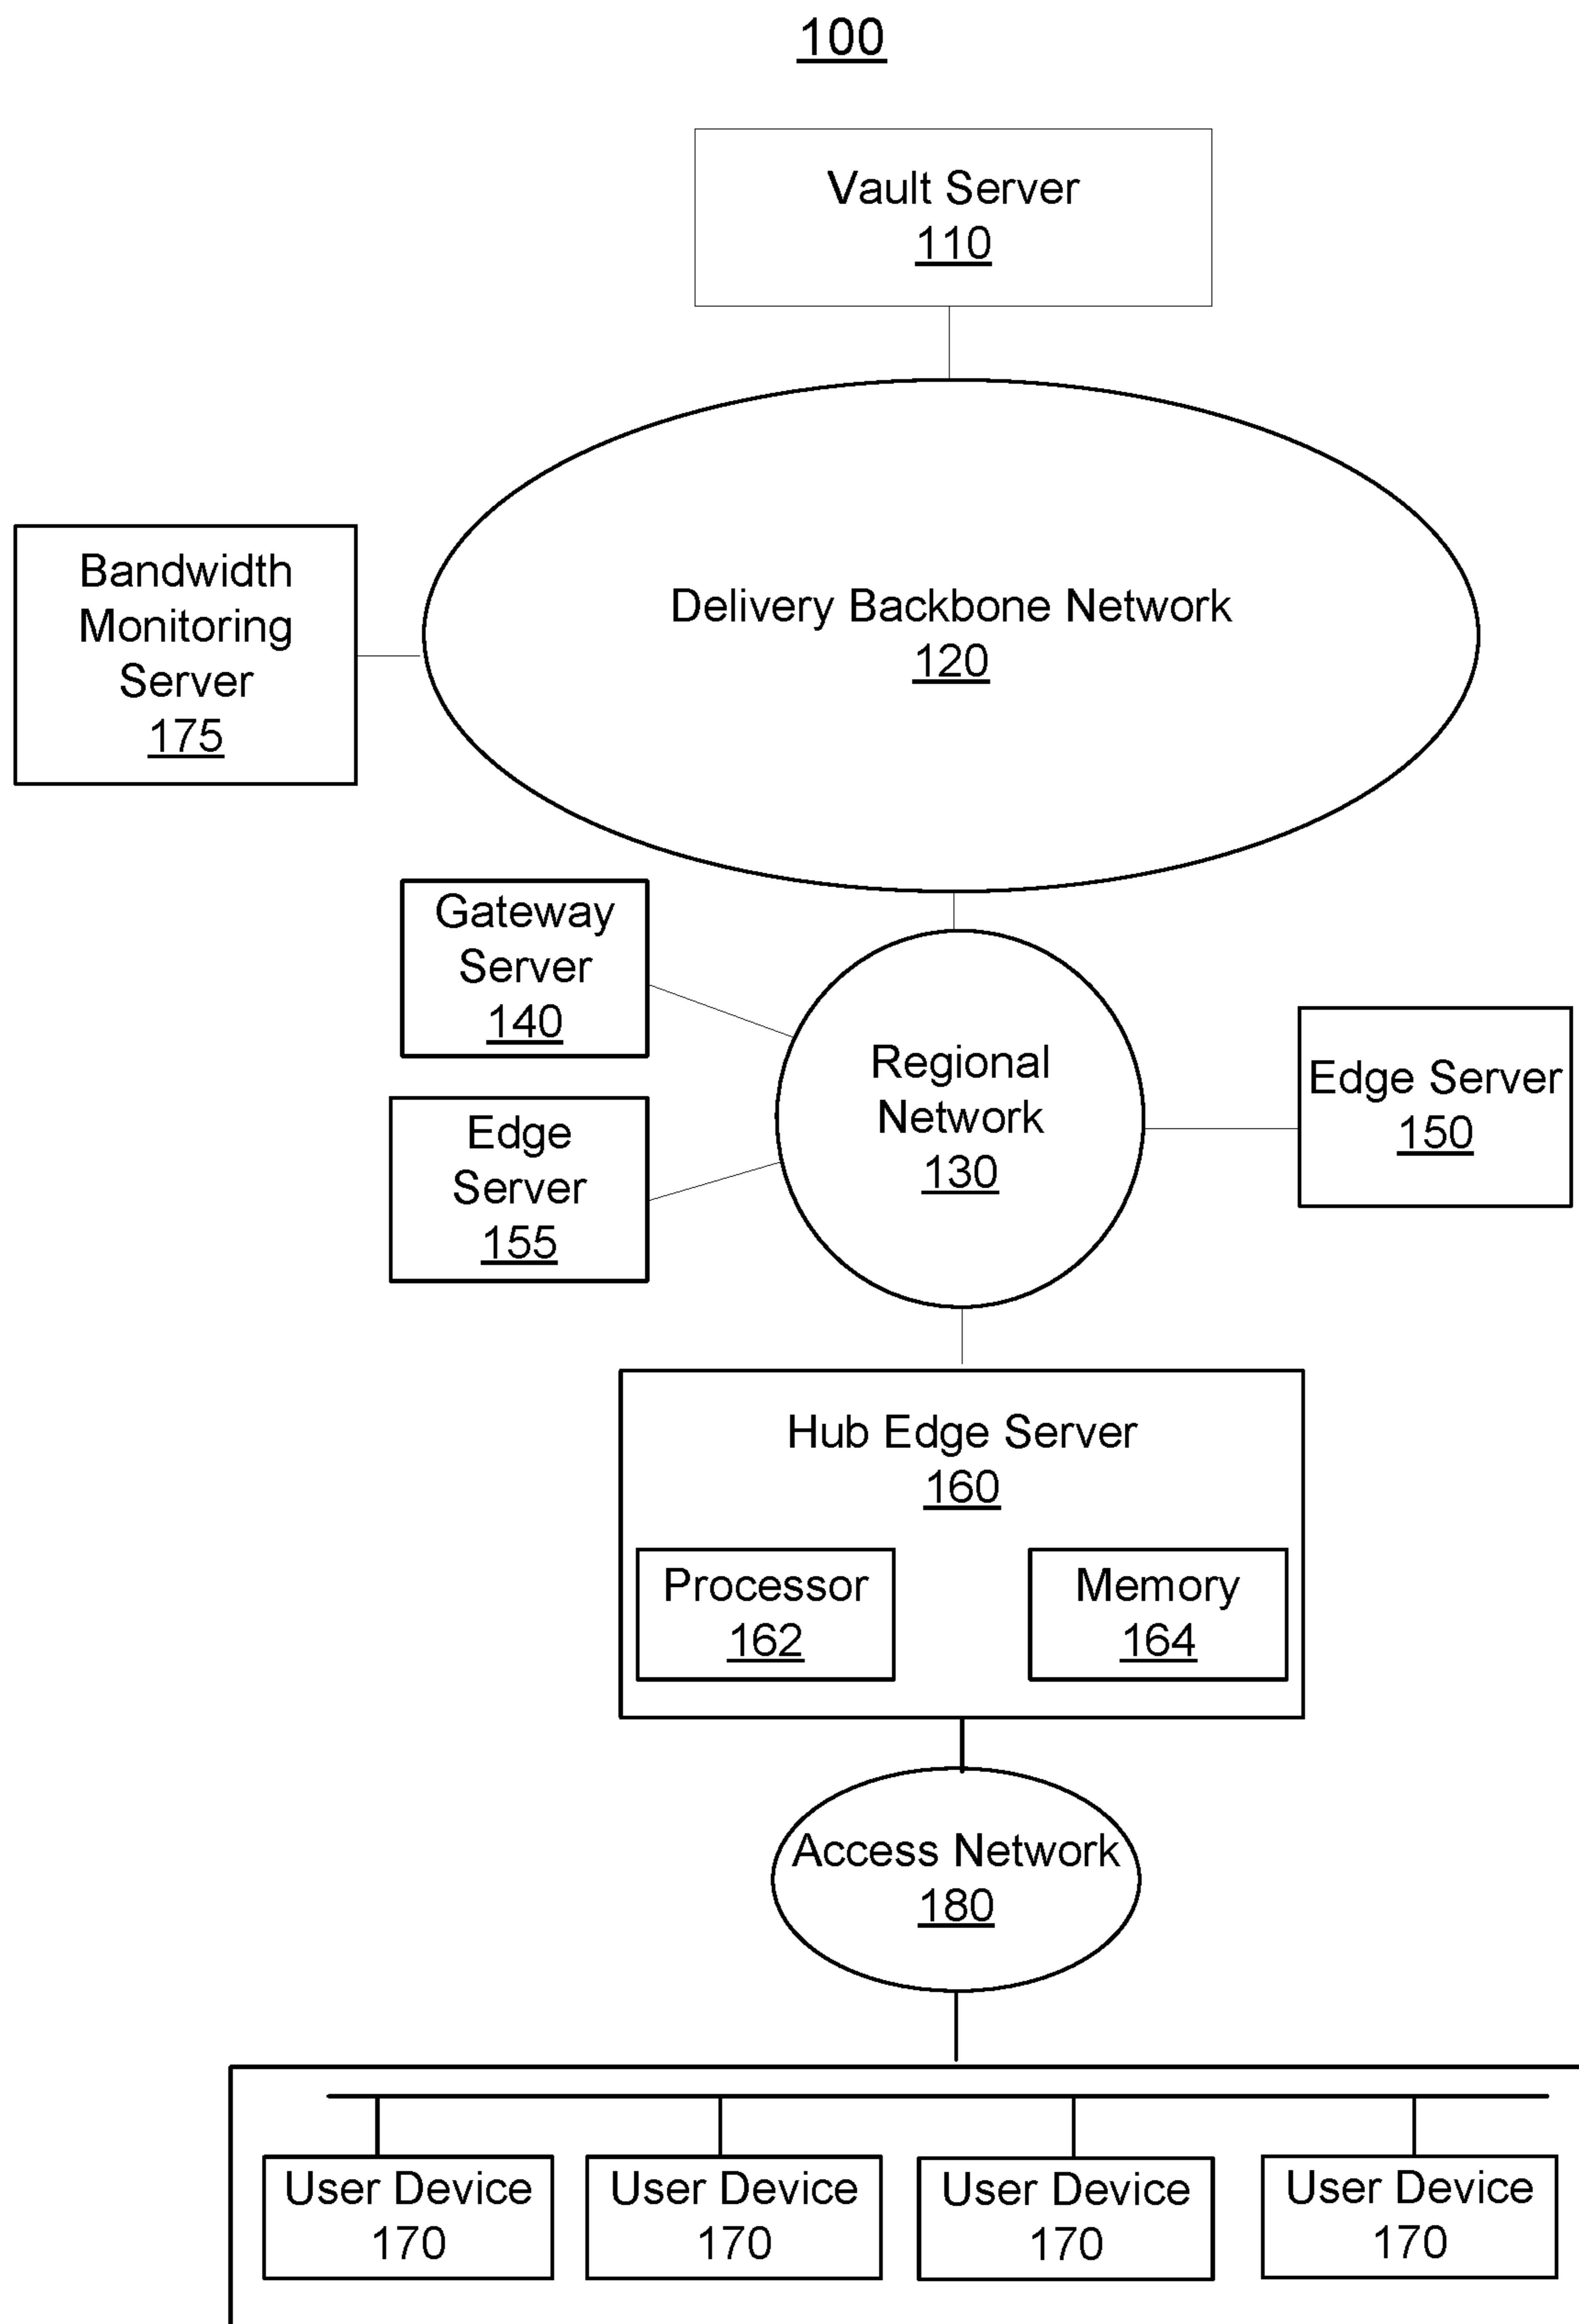 100
Vault Server
110
Bandwidth
Monitoring
Server
175
Delivery Backbone Network
120
Gateway
Server
140
Edge
Server
155
Regional
Network
130
Edge Server
150
Hub Edge Server
160
Processor
162
Memory
164
Access Network
180
User Device
170
User Device
170
User Device
170
User Device
170